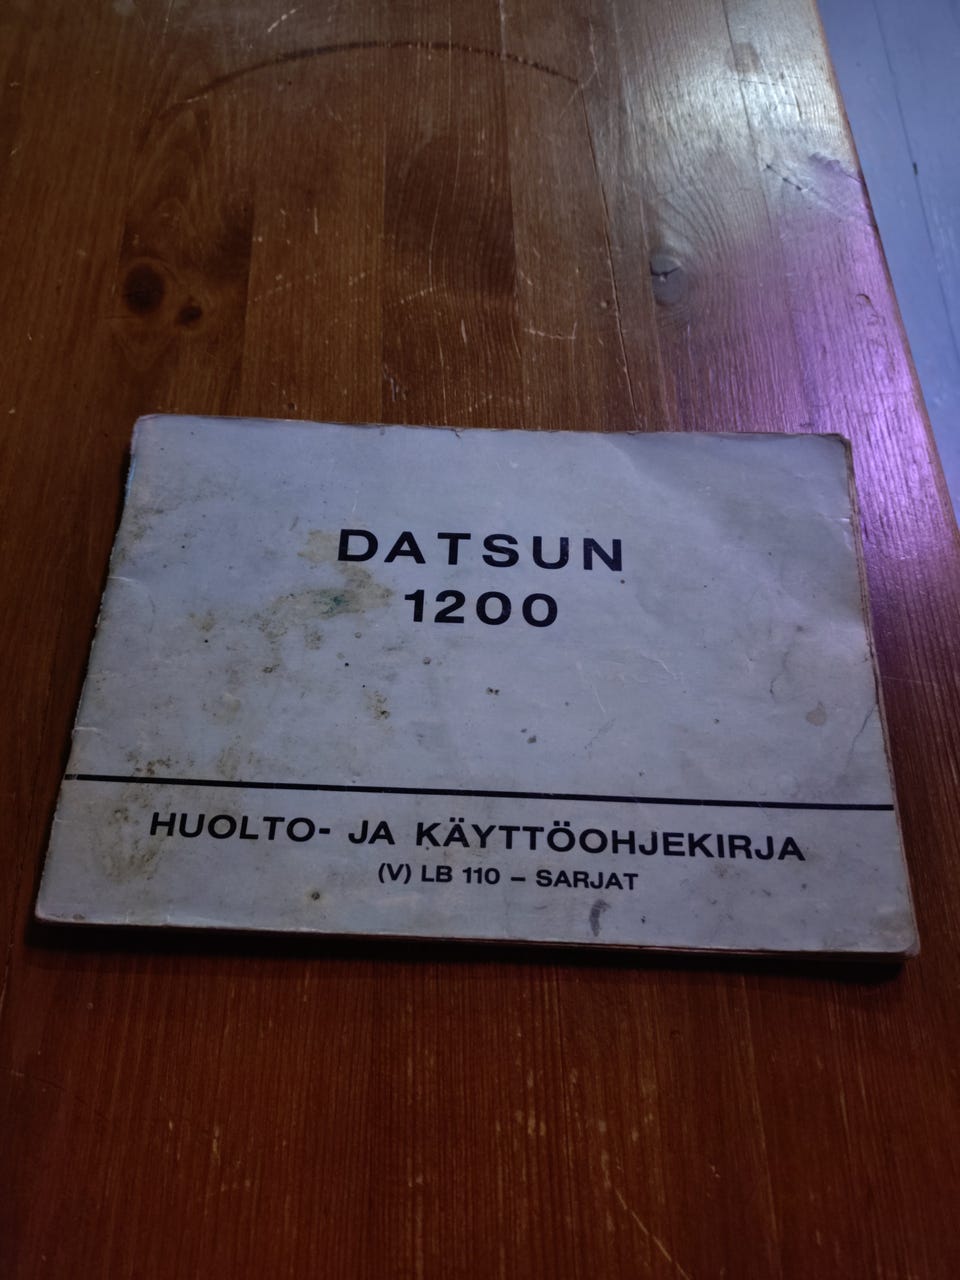 DATSUN
1200
HUOLTO- JA KÄYTTÖOHJEKIRJA
(V) LB 110 – SARJAT